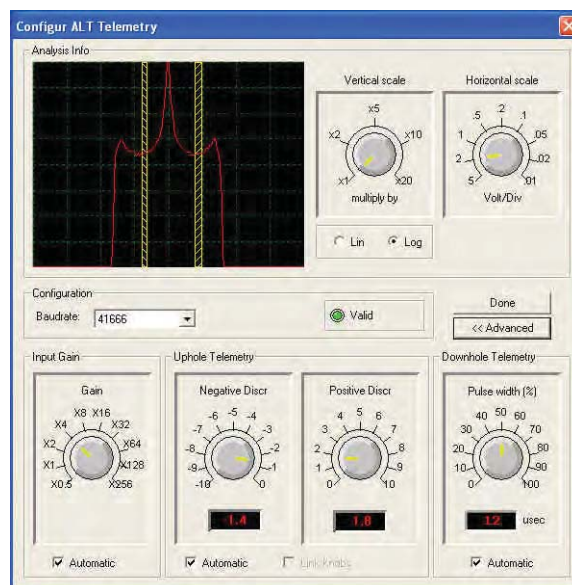 Configur ALT Telemetry
Analysis Info
Vertical scale
x1
x2
x5
x10
x20
multiply by
Lin
Log
Horizontal scale
5
2
1
.5
.2
.1
.05
.02
.01
Volt/Div
Configuration
Baudrate: 41666
Valid
Done
<< Advanced
Input Gain
Gain
X0.5
X1
X2
X4
X8
X16
X32
X64
X128
X256
Automatic
Uphole Telemetry
Negative Discr
-10
-9
-8
-7
-6
-5
-4
-3
-2
-1
0
-1.4
Automatic
Positive Discr
0
1
2
3
4
5
6
7
8
9
10
1.8
Link Knobs
Downhole Telemetry
Pulse width (%)
0
10
20
30
40
50
60
70
80
90
100
12 usec
Automatic